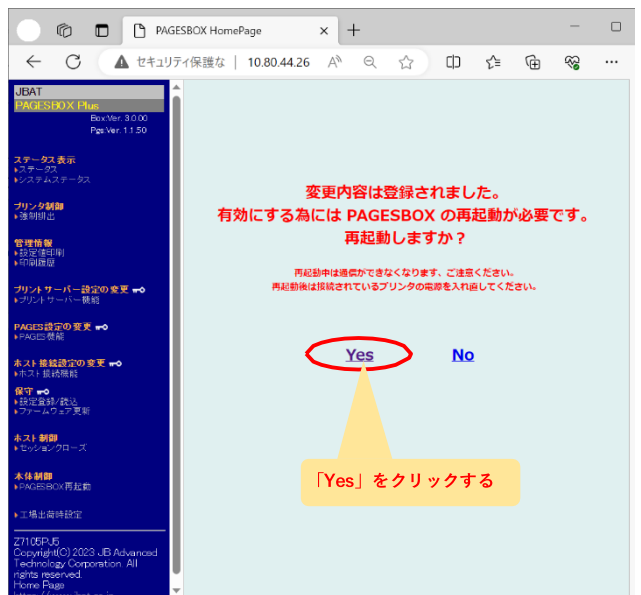 PAGESBOX HomePage
セキュリティ保護な
10.80.44.26
JBAT
PAGESBOX Plus
Box:Ver. 3.0.00
Pgs:Ver. 1.1.50
ステータス表示
ステータス
システムステータス
プリンタ制御
強制排出
管理情報
設定値印刷
印刷履歴
プリントサーバー設定の変更
プリントサーバー機能
PAGES設定の変更
PAGES機能
ホスト接続設定の変更
ホスト接続機能
保守
設定登録/読込
ファームウェア更新
ホスト制御
セッションクローズ
本体制御
PAGESBOX再起動
工場出荷時設定
Z7105PJ5
Copyright(C) 2023 JB Advanced
Technology Corporation. All
rights reserved.
Home Page
変更内容は登録されました。
有効にする為には PAGESBOX の再起動が必要です。
再起動しますか？
再起動中は通信ができなくなります、ご注意ください。
再起動後は接続されているプリンタの電源を入れ直してください。
Yes No
「Yes」をクリックする